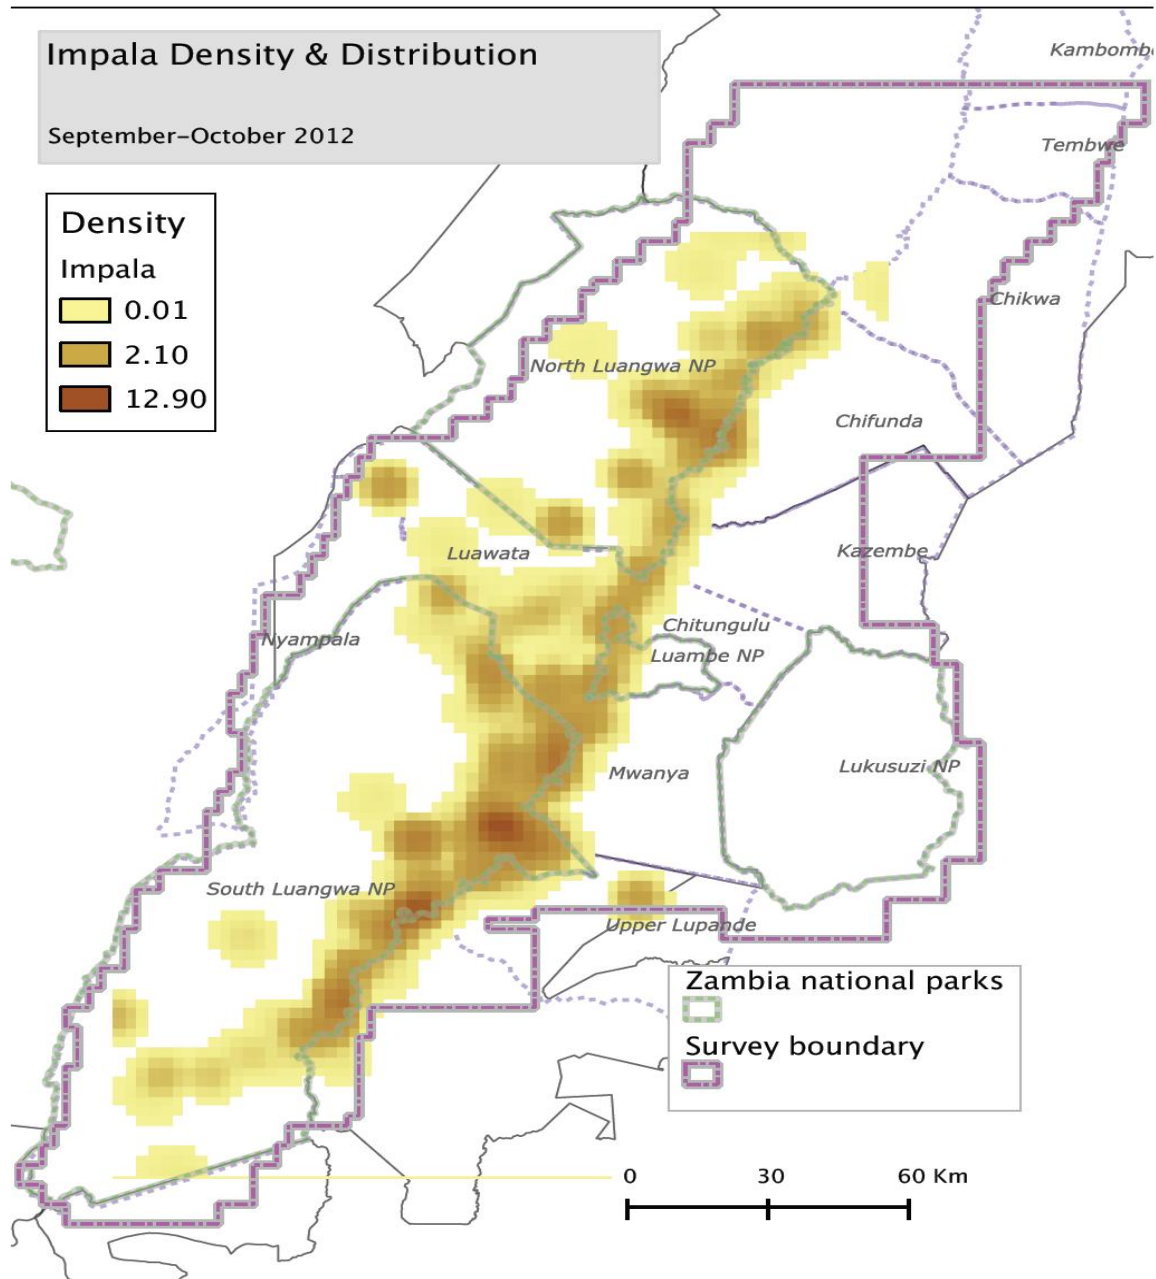 Impala Density & Distribution
September–October 2012
Density
Impala
0.01
2.10
12.90
Kambombo
Tembwe
Chikwa
North Luangwa NP
Chifunda
Luawata
Kazembe
Nyampala
Chitungulu
Luambe NP
Mwanya
Lukusuzi NP
South Luangwa NP
Upper Lupande
Zambia national parks
Survey boundary
0 30 60 Km